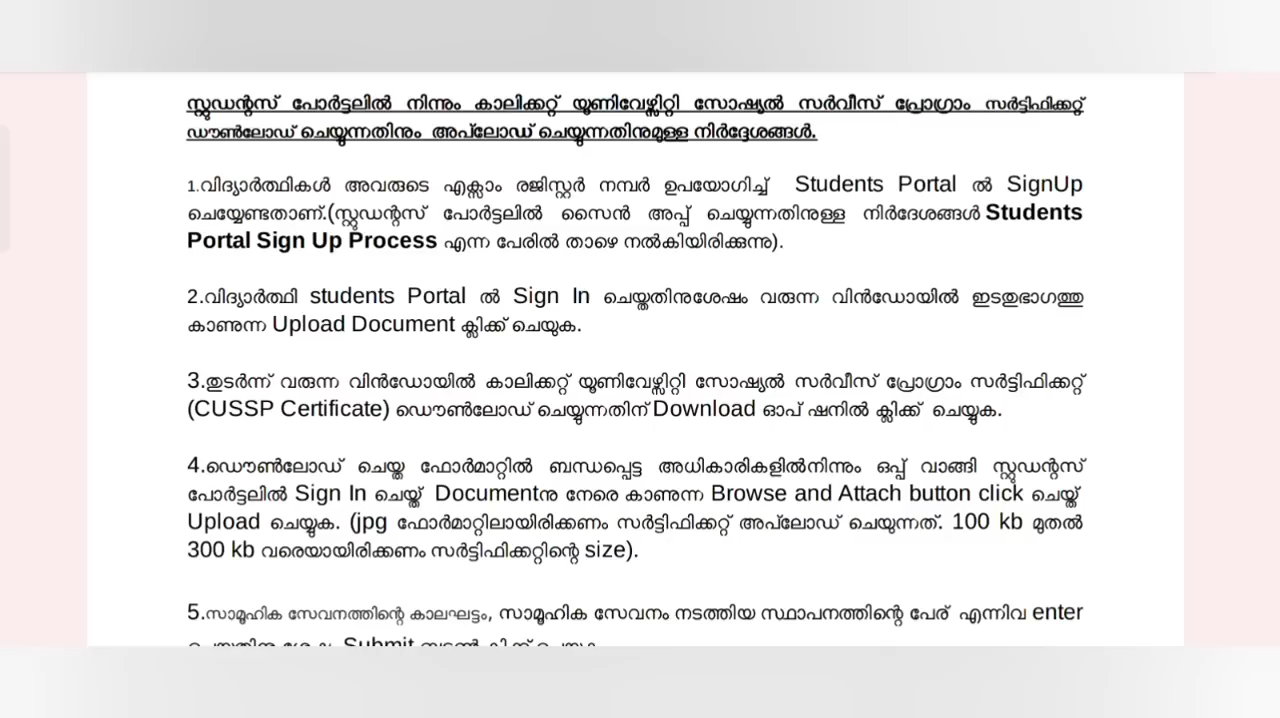 സ്റ്റുഡന്റസ് പോർട്ടലിൽ നിന്നും കാലിക്കറ്റ് യൂണിവേഴ്സിറ്റി സോഷ്യൽ സർവീസ് പ്രോഗ്രാം സർട്ടിഫിക്കറ്റ്
ഡൗൺലോഡ് ചെയ്യുന്നതിനും അപ്‌ലോഡ് ചെയ്യുന്നതിനുമുള്ള നിർദ്ദേശങ്ങൾ.
1.വിദ്യാർത്ഥികൾ അവരുടെ എക്സാം രജിസ്റ്റർ നമ്പർ ഉപയോഗിച്ച് Students Portal ൽ SignUp
ചെയ്യേണ്ടതാണ്.(സ്റ്റുഡന്റസ് പോർട്ടലിൽ സൈൻ അപ്പ് ചെയ്യുന്നതിനുള്ള നിർദേശങ്ങൾ Students
Portal Sign Up Process എന്ന പേരിൽ താഴെ നൽകിയിരിക്കുന്നു).
2.വിദ്യാർത്ഥി students Portal ൽ Sign In ചെയ്തതിനുശേഷം വരുന്ന വിൻഡോയിൽ ഇടതുഭാഗത്തു
കാണുന്ന Upload Document ക്ലിക്ക് ചെയുക.
3.തുടർന്ന് വരുന്ന വിൻഡോയിൽ കാലിക്കറ്റ് യൂണിവേഴ്സിറ്റി സോഷ്യൽ സർവീസ് പ്രോഗ്രാം സർട്ടിഫിക്കറ്റ്
(CUSSP Certificate) ഡൌൺലോഡ് ചെയ്യുന്നതിന് Download ഓപ് ഷനിൽ ക്ലിക്ക് ചെയ്യുക.
4.ഡൌൺലോഡ് ചെയ്ത ഫോർമാറ്റിൽ ബന്ധപ്പെട്ട അധികാരികളിൽനിന്നും ഒപ്പ് വാങ്ങി സ്റ്റുഡന്റസ്
പോർട്ടലിൽ Sign In ചെയ്ത് Documentനു നേരെ കാണുന്ന Browse and Attach button click ചെയ്ത്
Upload ചെയ്യുക. (jpg ഫോർമാറ്റിലായിരിക്കണം സർട്ടിഫിക്കറ്റ് അപ്‌ലോഡ് ചെയുന്നത്. 100 kb മുതൽ
300 kb വരെയായിരിക്കണം സർട്ടിഫിക്കറ്റിന്റെ size).
5.സാമൂഹിക സേവനത്തിന്റെ കാലഘട്ടം, സാമൂഹിക സേവനം നടത്തിയ സ്ഥാപനത്തിന്റെ പേര് എന്നിവ enter
Submit